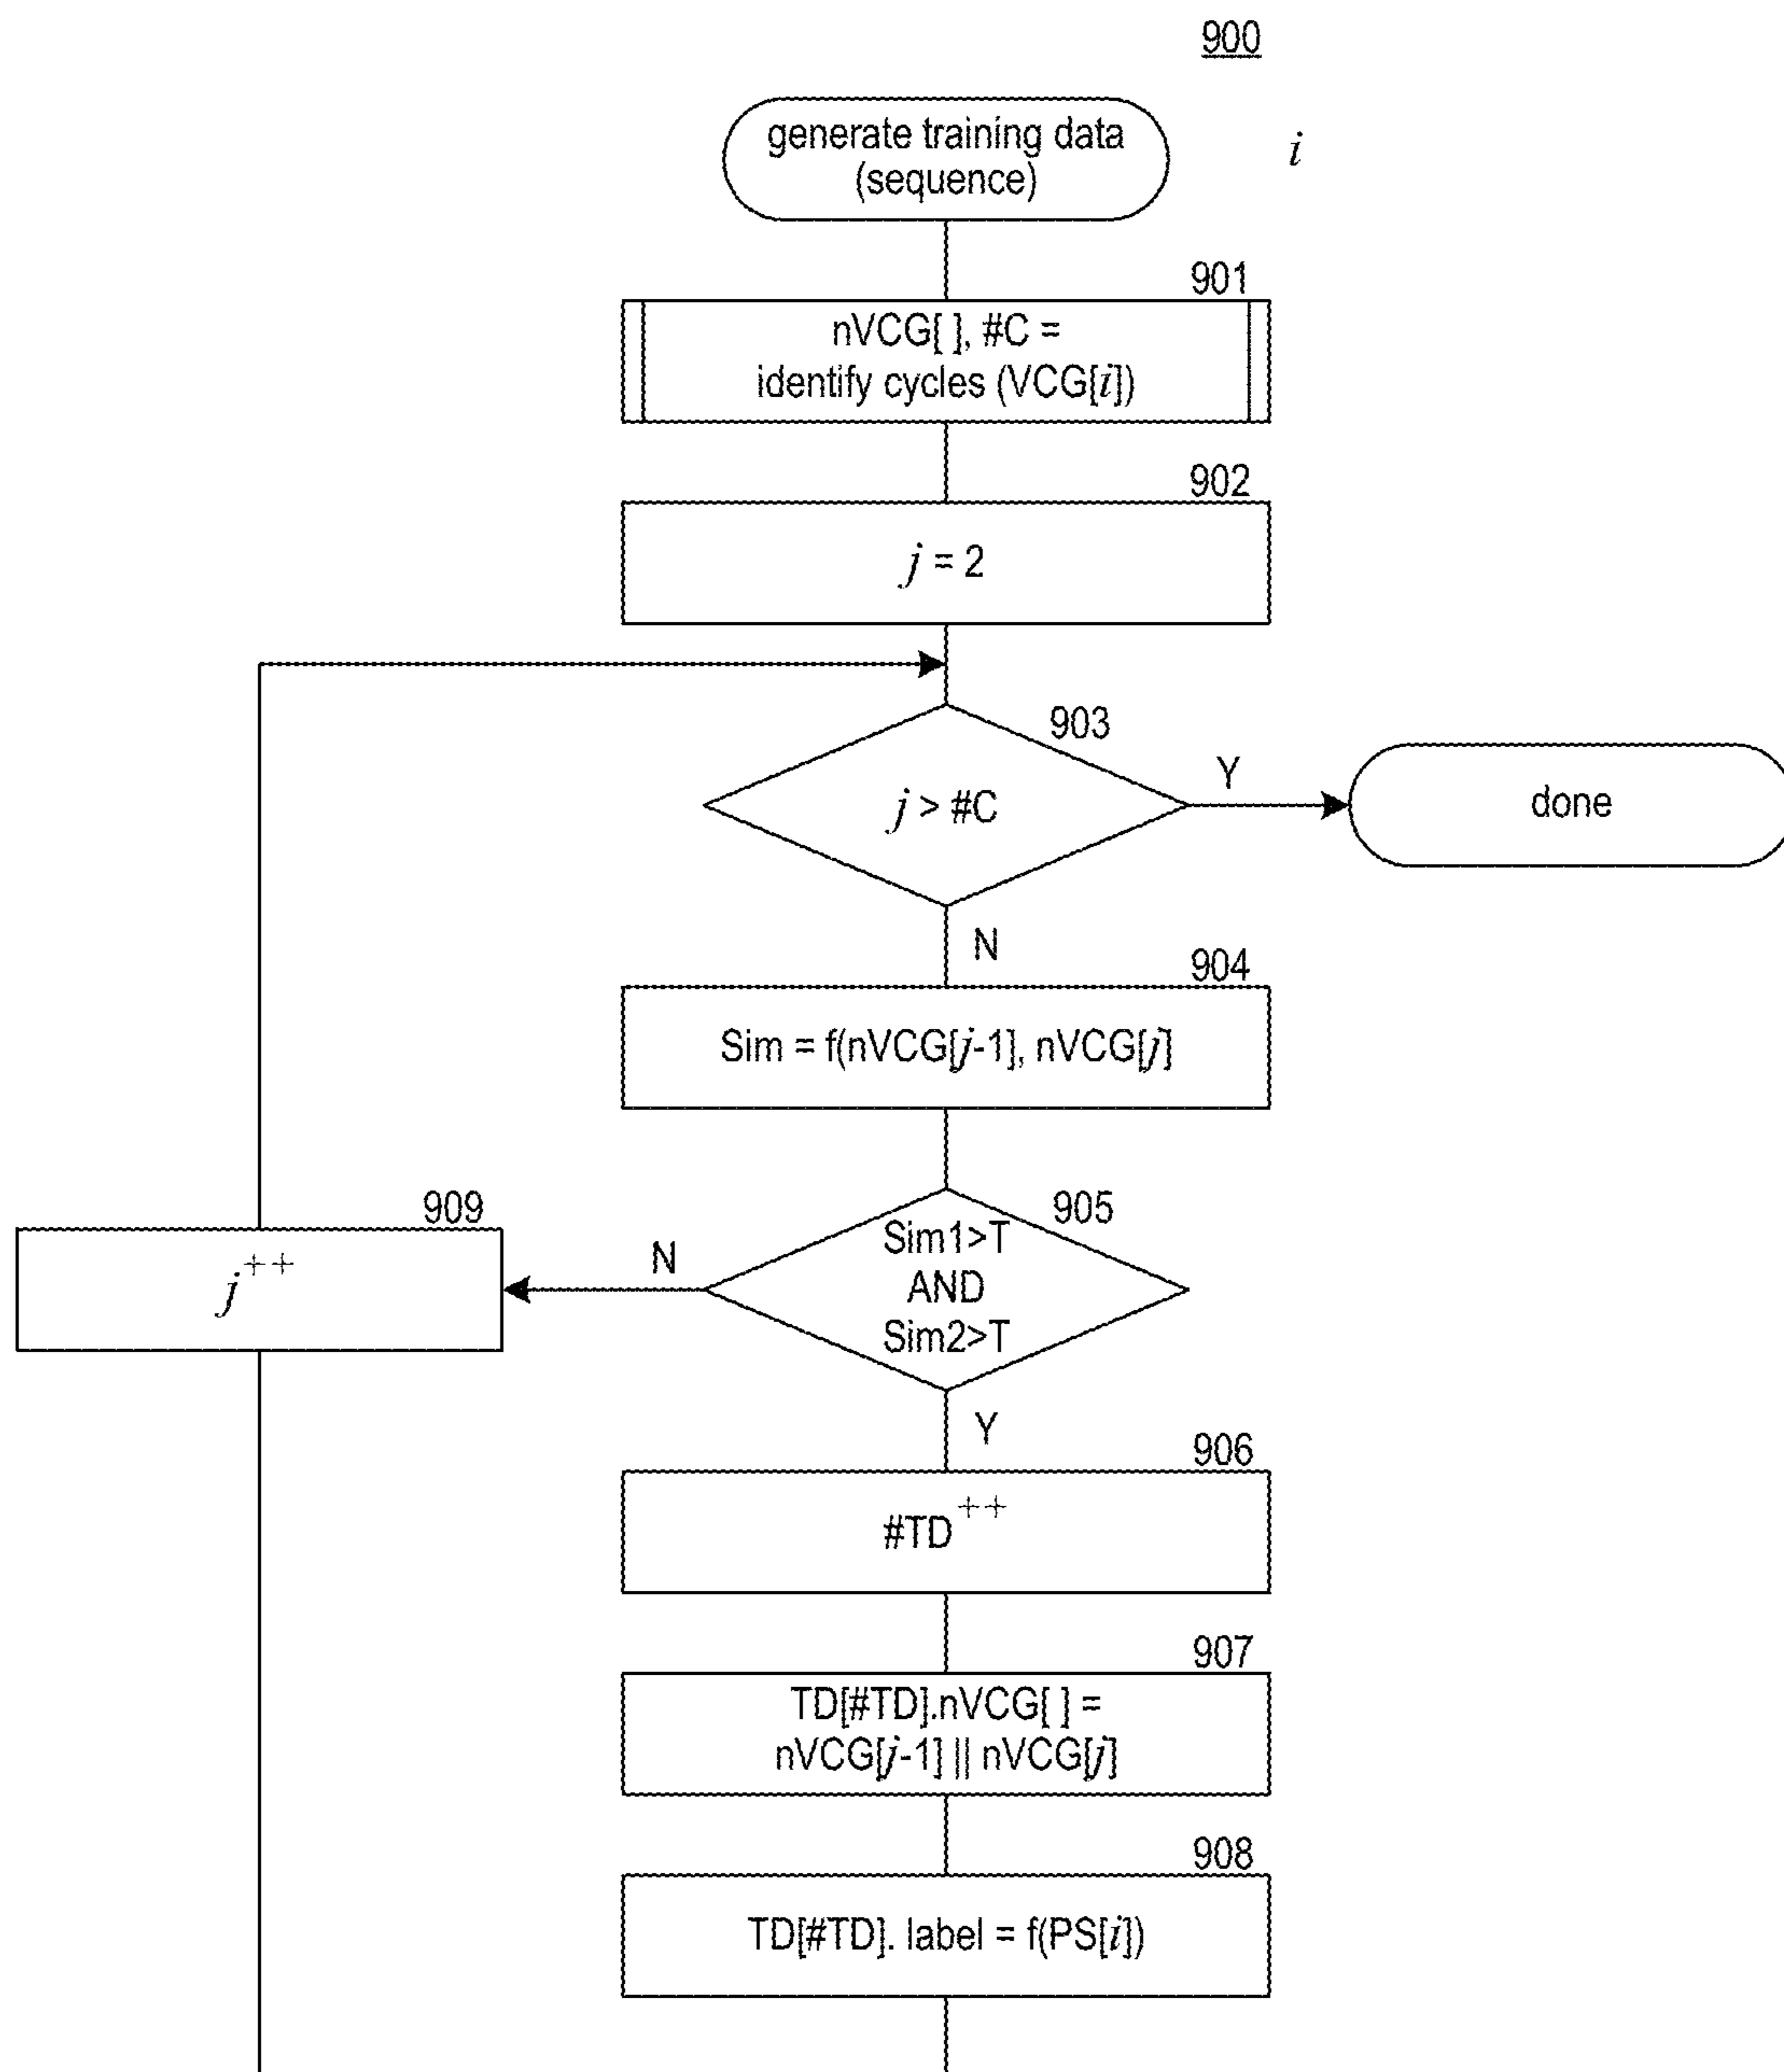 900
generate training data
(sequence)
i
901
nVCG[ ], #C =
identify cycles (VCG[i])
902
j = 2
903
j > #C
Y
done
N
904
Sim = f(nVCG[j-1], nVCG[j]
905
Sim1>T
AND
Sim2>T
N
909
j++
Y
906
#TD++
907
TD[#TD].nVCG[ ] =
nVCG[j-1] || nVCG[j]
908
TD[#TD]. label = f(PS[i])